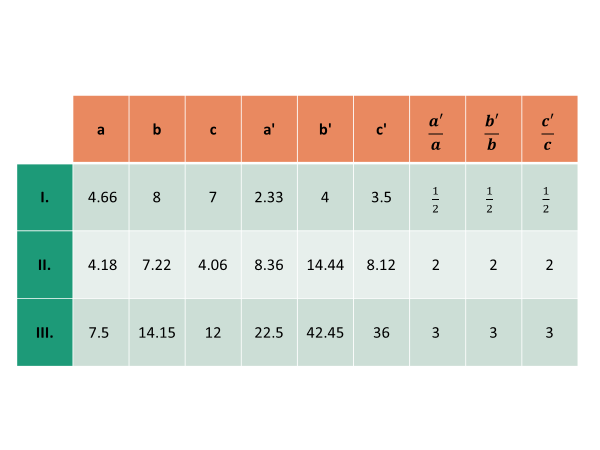 a b c a' b' c' a′/a b′/b c′/c
I. 4.66 8 7 2.33 4 3.5 1/2 1/2 1/2
II. 4.18 7.22 4.06 8.36 14.44 8.12 2 2 2
III. 7.5 14.15 12 22.5 42.45 36 3 3 3